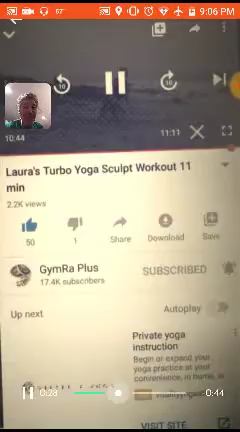 67°
9:06 PM
10
10
10:44
11:11
Laura's Turbo Yoga Sculpt Workout 11
min
2.2K views
50
1
Share
Download
Save
GymRa Plus
17.4K subscribers
SUBSCRIBED
Up next
Autoplay
Private yoga
instruction
Begin or expand your
yoga practice at your
convenience, in home, in
0:28
0:44
VISIT SITE